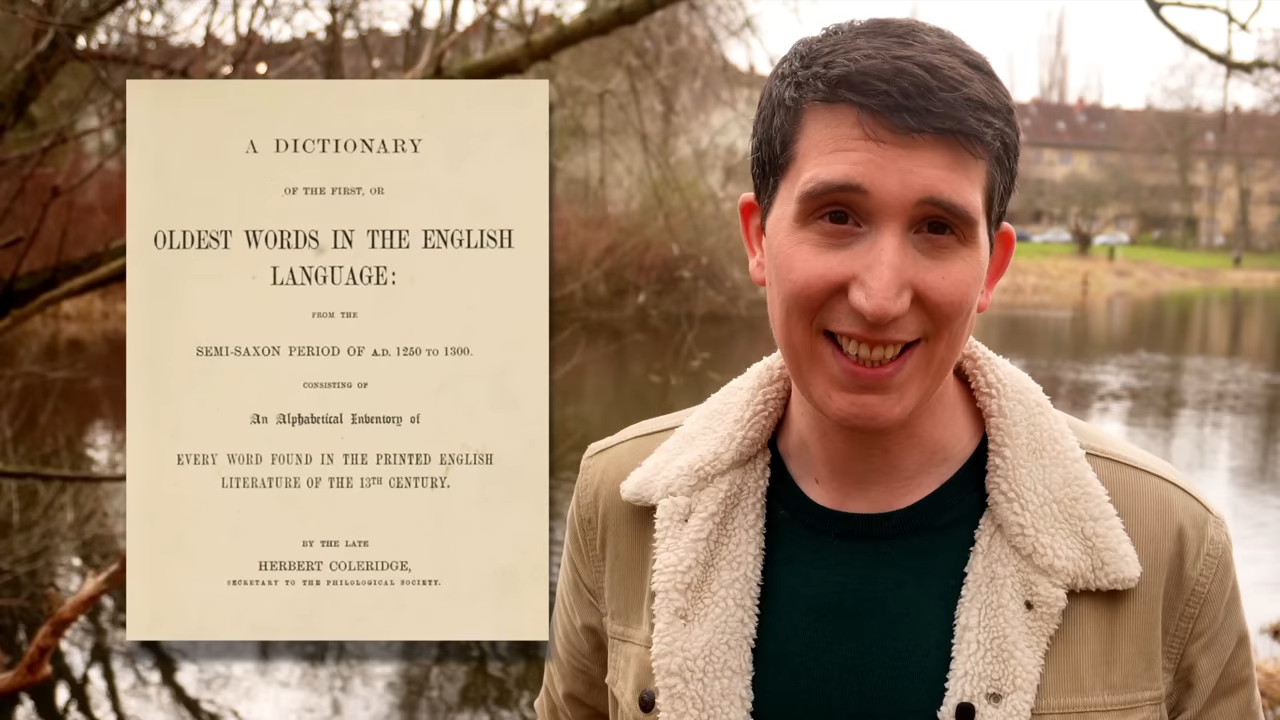 A DICTIONARY
OF THE FIRST, OR
OLDEST WORDS IN THE ENGLISH
LANGUAGE:
FROM THE
SEMI-SAXON PERIOD OF A.D. 1250 TO 1300.
CONSISTING OF
An Alphabetical Inventory of
EVERY WORD FOUND IN THE PRINTED ENGLISH
LITERATURE OF THE 13TH CENTURY.
BY THE LATE
HERBERT COLERIDGE,
SECRETARY TO THE PHILOLOGICAL SOCIETY.